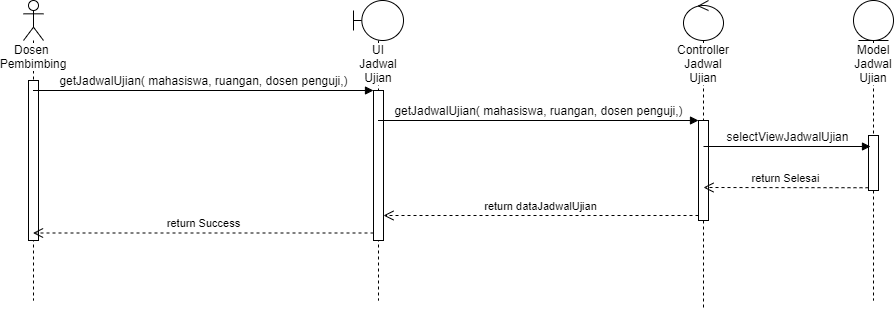 Dosen
Pembimbing
UI
Jadwal
Ujian
Controller
Jadwal
Ujian
Model
Jadwal
Ujian
getJadwalUjian( mahasiswa, ruangan, dosen penguji,)
getJadwalUjian( mahasiswa, ruangan, dosen penguji,)
selectViewJadwalUjian
return Selesai
return dataJadwalUjian
return Success